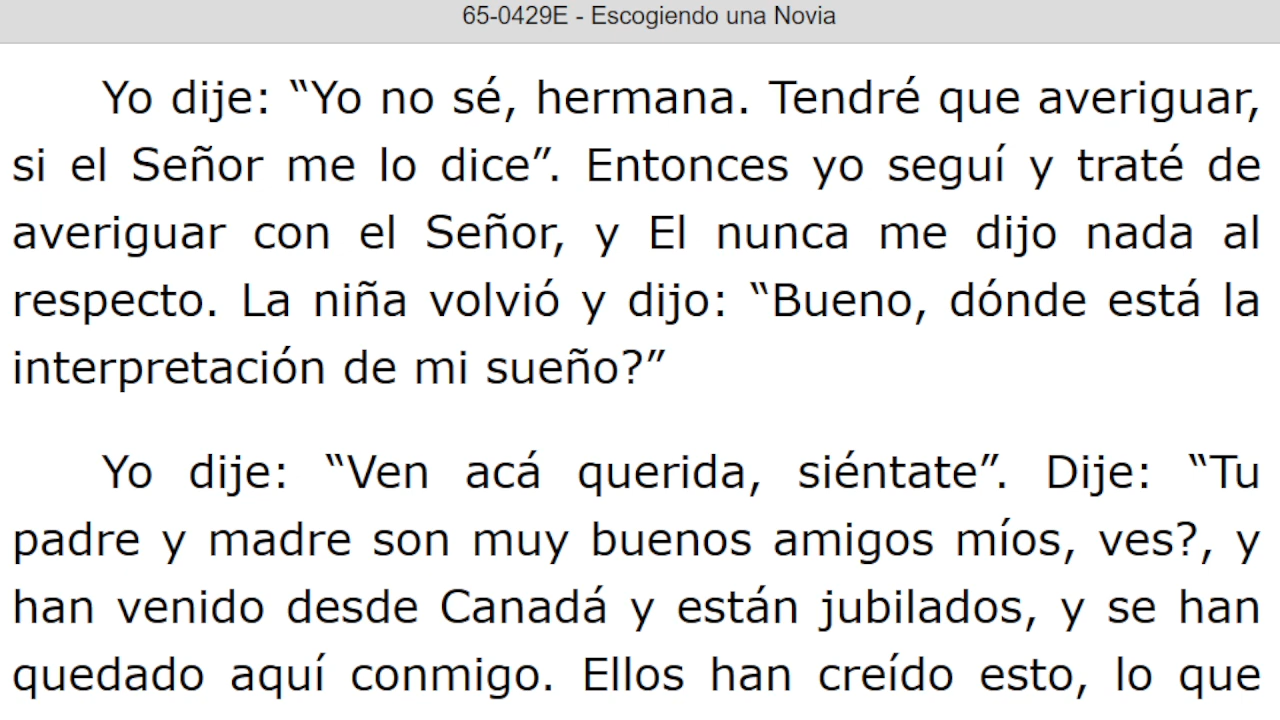 65-0429E - Escogiendo una Novia
Yo dije: “Yo no sé, hermana. Tendré que averiguar,
si el Señor me lo dice”. Entonces yo seguí y traté de
averiguar con el Señor, y El nunca me dijo nada al
respecto. La niña volvió y dijo: “Bueno, dónde está la
interpretación de mi sueño?”
Yo dije: “Ven acá querida, siéntate”. Dije: “Tu
padre y madre son muy buenos amigos míos, ves?, y
han venido desde Canadá y están jubilados, y se han
quedado aquí conmigo. Ellos han creído esto, lo que